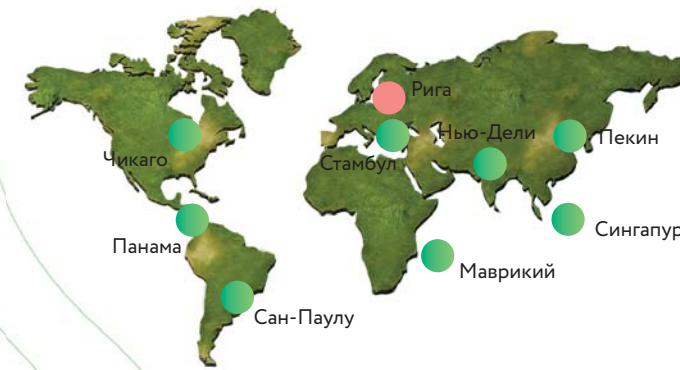 Рига
Нью-Дели
Пекин
Чикаго
Стамбул
Сингапур
Панама
Маврикий
Сан-Паулу